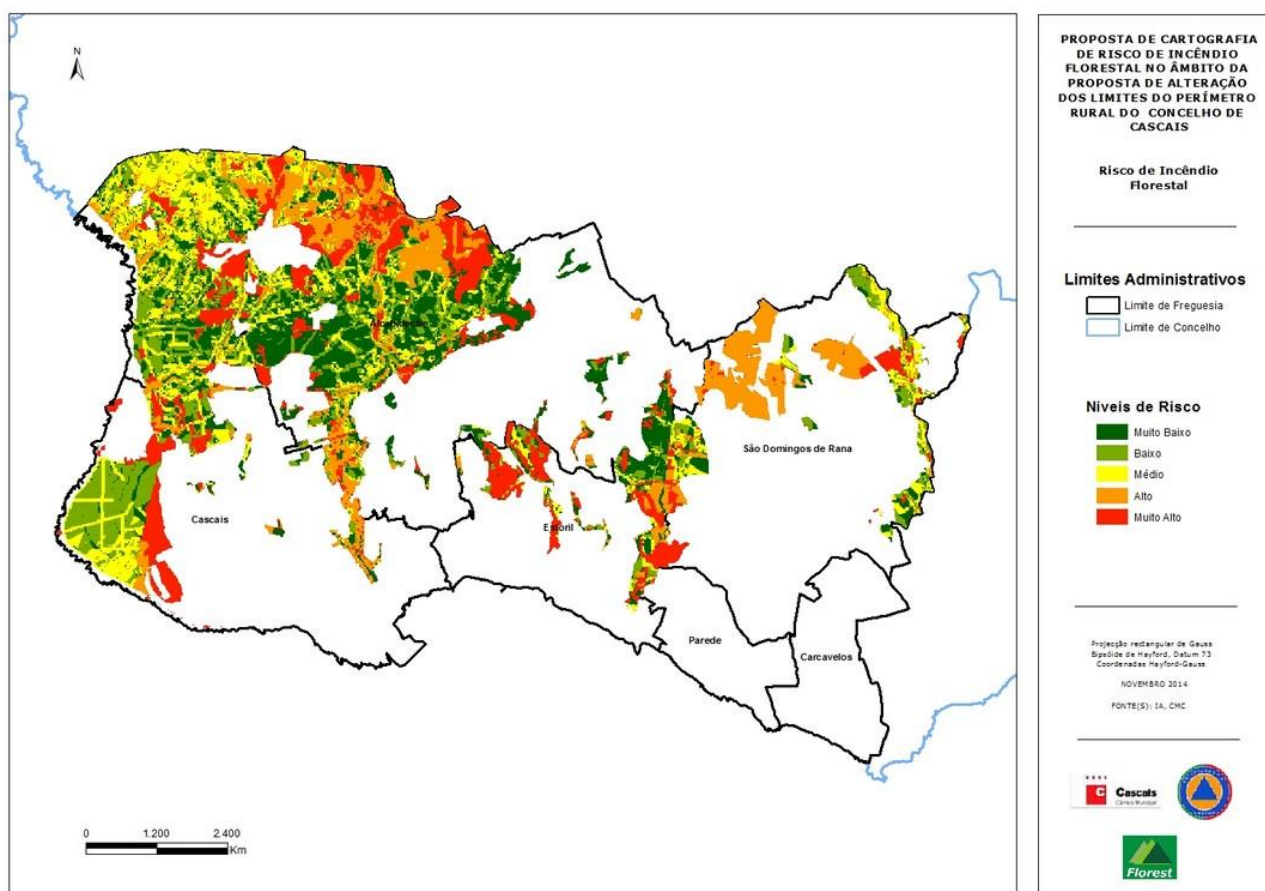 N
Alcabideche
São Domingos de Rana
Cascais
Estoril
Parede
Carcavelos
0 1.200 2.400
Km
PROPOSTA DE CARTOGRAFIA
DE RISCO DE INCÊNDIO
FLORESTAL NO ÂMBITO DA
PROPOSTA DE ALTERAÇÃO
DOS LIMITES DO PERÍMETRO
RURAL DO CONCELHO DE
CASCAIS
Risco de Incêndio
Florestal
Limites Administrativos
Limite de Freguesia
Limite de Concelho
Níveis de Risco
Muito Baixo
Baixo
Médio
Alto
Muito Alto
Projecção rectangular de Gauss
Elipsóide de Hayford, Datum 73
Coordenadas Hayford-Gauss
NOVEMBRO 2014
FONTE(S): IA, CMC
C
Cascais
Câmara Municipal
Florest